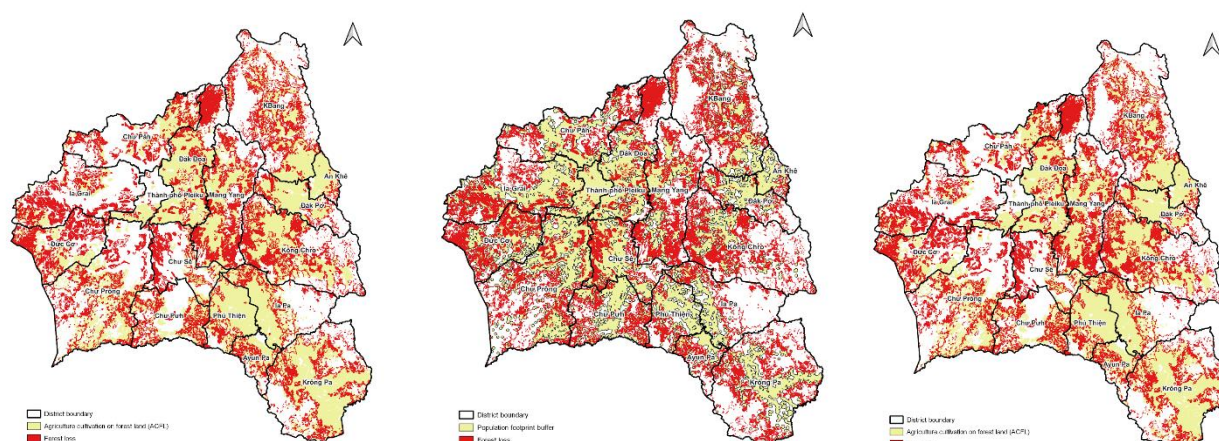 KBang
Chư Păh
Đak Đoa
An Khê
Ia Grai
Thành phố Pleiku
Mang Yang
Đăk Pơ
Đức Cơ
Kông Chro
Chư Sê
Chư Prông
Ia Pa
Chư Pưh
Phú Thiện
Ayun Pa
Krông Pa
District boundary
Agriculture cultivation on forest land (ACFL)
Forest loss
KBang
Chư Păh
Đak Đoa
An Khê
Ia Grai
Thành phố Pleiku
Mang Yang
Đăk Pơ
Đức Cơ
Kông Chro
Chư Sê
Chư Prông
Ia Pa
Chư Pưh
Phú Thiện
Ayun Pa
Krông Pa
District boundary
Population footprint buffer
Forest loss
KBang
Chư Păh
Đak Đoa
An Khê
Ia Grai
Thành phố Pleiku
Mang Yang
Đăk Pơ
Đức Cơ
Kông Chro
Chư Sê
Chư Prông
Ia Pa
Chư Pưh
Phú Thiện
Ayun Pa
Krông Pa
District boundary
Agriculture cultivation on forest land (ACFL)